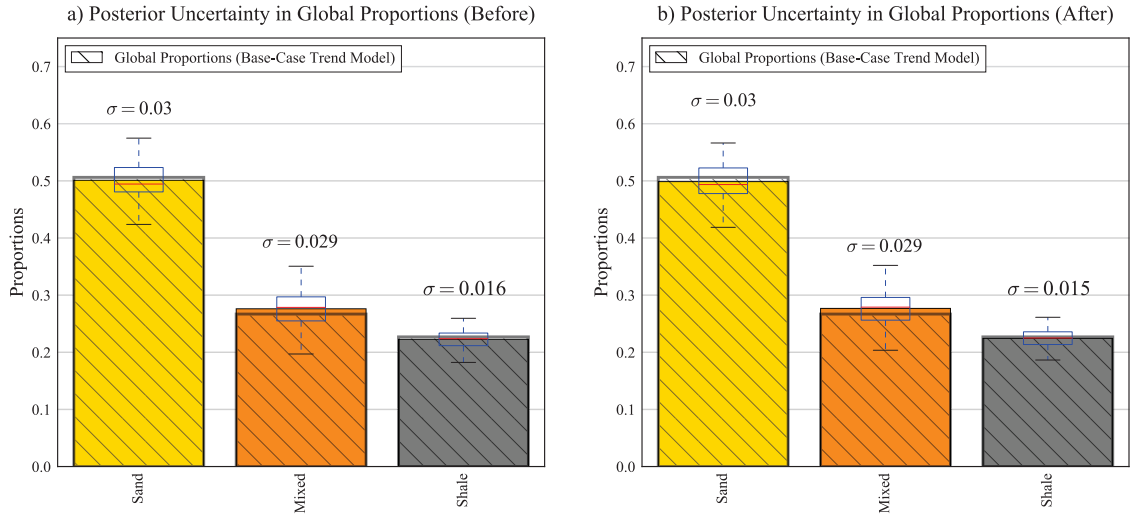 a) Posterior Uncertainty in Global Proportions (Before)
Global Proportions (Base-Case Trend Model)
Proportions
0.7
0.6
0.5
0.4
0.3
0.2
0.1
0.0
σ = 0.03
σ = 0.029
σ = 0.016
Sand
Mixed
Shale
b) Posterior Uncertainty in Global Proportions (After)
Global Proportions (Base-Case Trend Model)
Proportions
0.7
0.6
0.5
0.4
0.3
0.2
0.1
0.0
σ = 0.03
σ = 0.029
σ = 0.015
Sand
Mixed
Shale